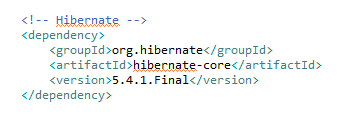 <!-- Hibernate -->
<dependency>
    <groupId>org.hibernate</groupId>
    <artifactId>hibernate-core</artifactId>
    <version>5.4.1.Final</version>
</dependency>